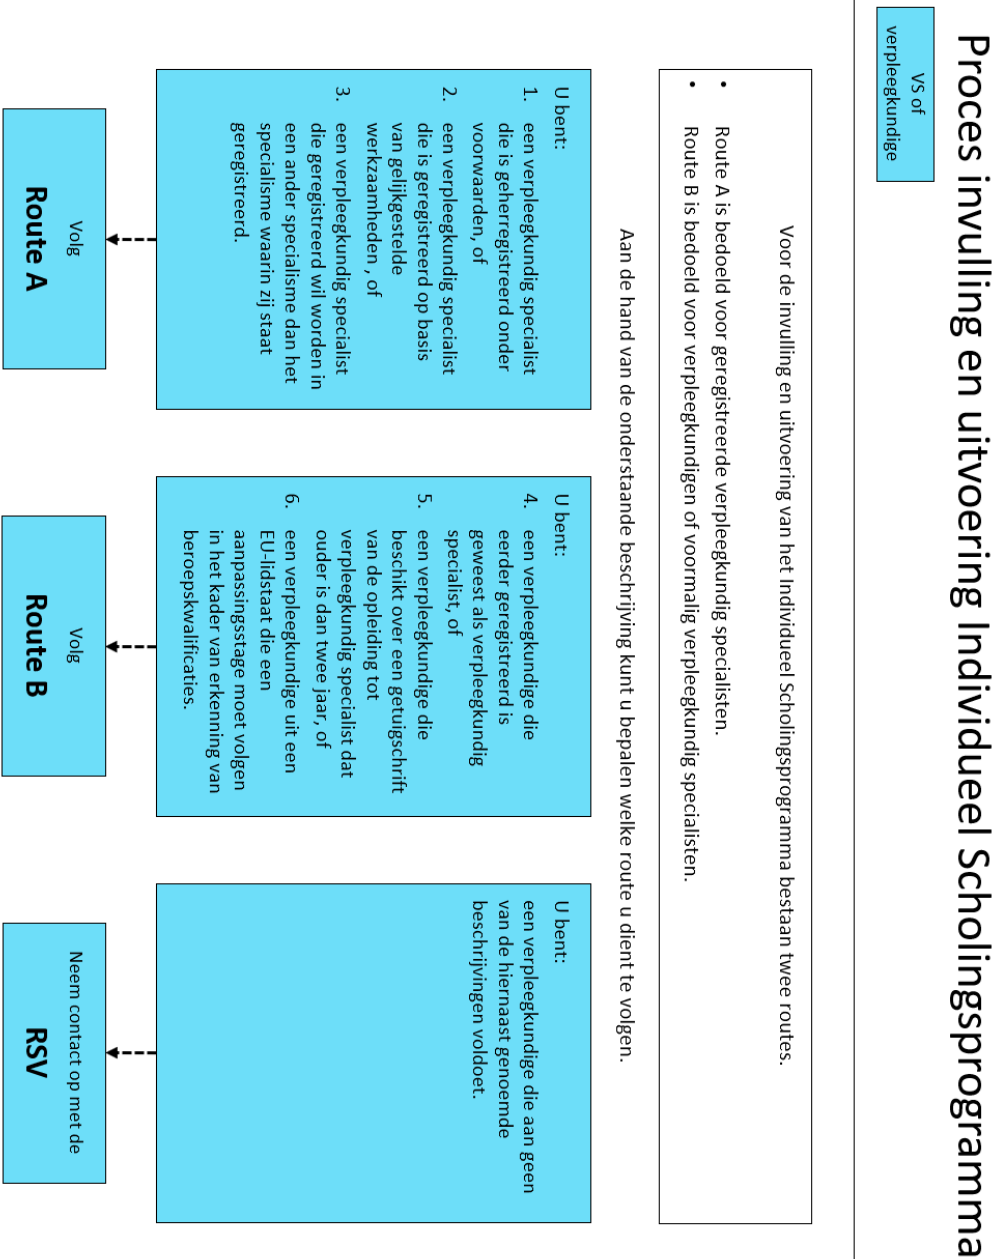 Proces invulling en uitvoering Individueel Scholingsprogramma
VS of
verpleegkundige
Voor de invulling en uitvoering van het Individueel Scholingsprogramma bestaan twee routes.
• Route A is bedoeld voor geregistreerde verpleegkundig specialisten.
• Route B is bedoeld voor verpleegkundigen of voormalig verpleegkundig specialisten.
Aan de hand van de onderstaande beschrijving kunt u bepalen welke route u dient te volgen.
U bent:
1. een verpleegkundig specialist
die is geherregistreerd onder
voorwaarden, of
2. een verpleegkundig specialist
die is geregistreerd op basis
van gelijkgestelde
werkzaamheden , of
3. een verpleegkundig specialist
die geregistreerd wil worden in
een ander specialisme dan het
specialisme waarin zij staat
geregistreerd.
Volg
Route A
U bent:
4. een verpleegkundige die
eerder geregistreerd is
geweest als verpleegkundig
specialist, of
5. een verpleegkundige die
beschikt over een getuigschrift
van de opleiding tot
verpleegkundig specialist dat
ouder is dan twee jaar, of
6. een verpleegkundige uit een
EU-lidstaat die een
aanpassingsstage moet volgen
in het kader van erkenning van
beroepskwalificaties.
Volg
Route B
U bent:
een verpleegkundige die aan geen
van de hiernaast genoemde
beschrijvingen voldoet.
Neem contact op met de
RSV